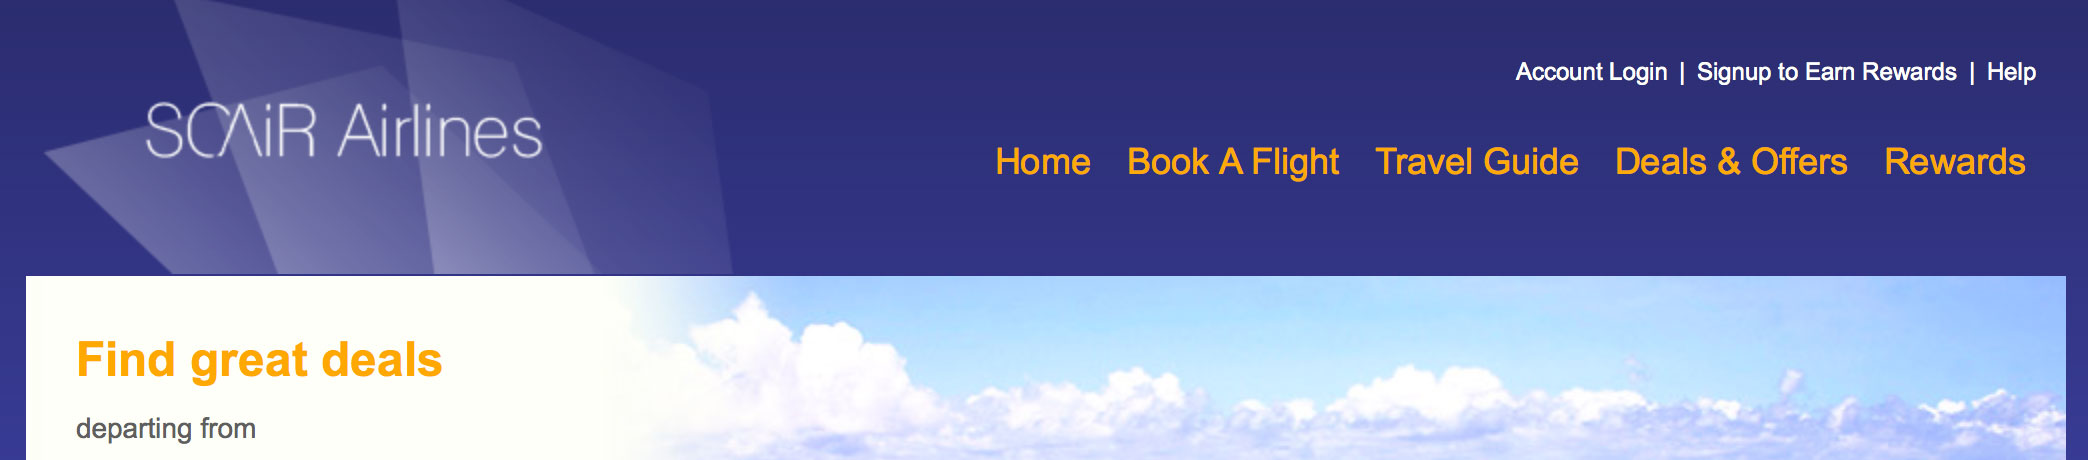 Account Login | Signup to Earn Rewards | Help
SCAiR Airlines
Home Book A Flight Travel Guide Deals & Offers Rewards
Find great deals
departing from